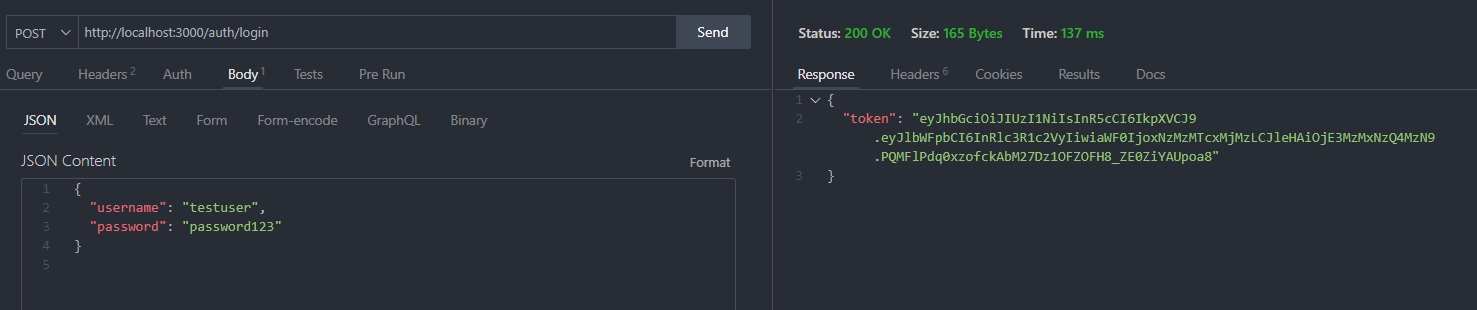 POST
http://localhost:3000/auth/login
Send
Query Headers 2 Auth Body 1 Tests Pre Run
JSON XML Text Form Form-encode GraphQL Binary
JSON Content
Format
1 {
2 "username": "testuser",
3 "password": "password123"
4 }
5
Status: 200 OK Size: 165 Bytes Time: 137 ms
Response Headers 6 Cookies Results Docs
1 {
2 "token": "eyJhbGciOiJIUzI1NiIsInR5cCI6IkpXVCJ9
.eyJlbWFpbCI6InRlc3R1c2VyIiwiaWF0IjoxNzMzMTcxMjMzLCJleHAiOjE3MzMxNzQ4MzN9
.PQMFlPdq0xzofckAbM27Dz1OFZOFH8_ZE0ZiYAUpoa8"
3 }